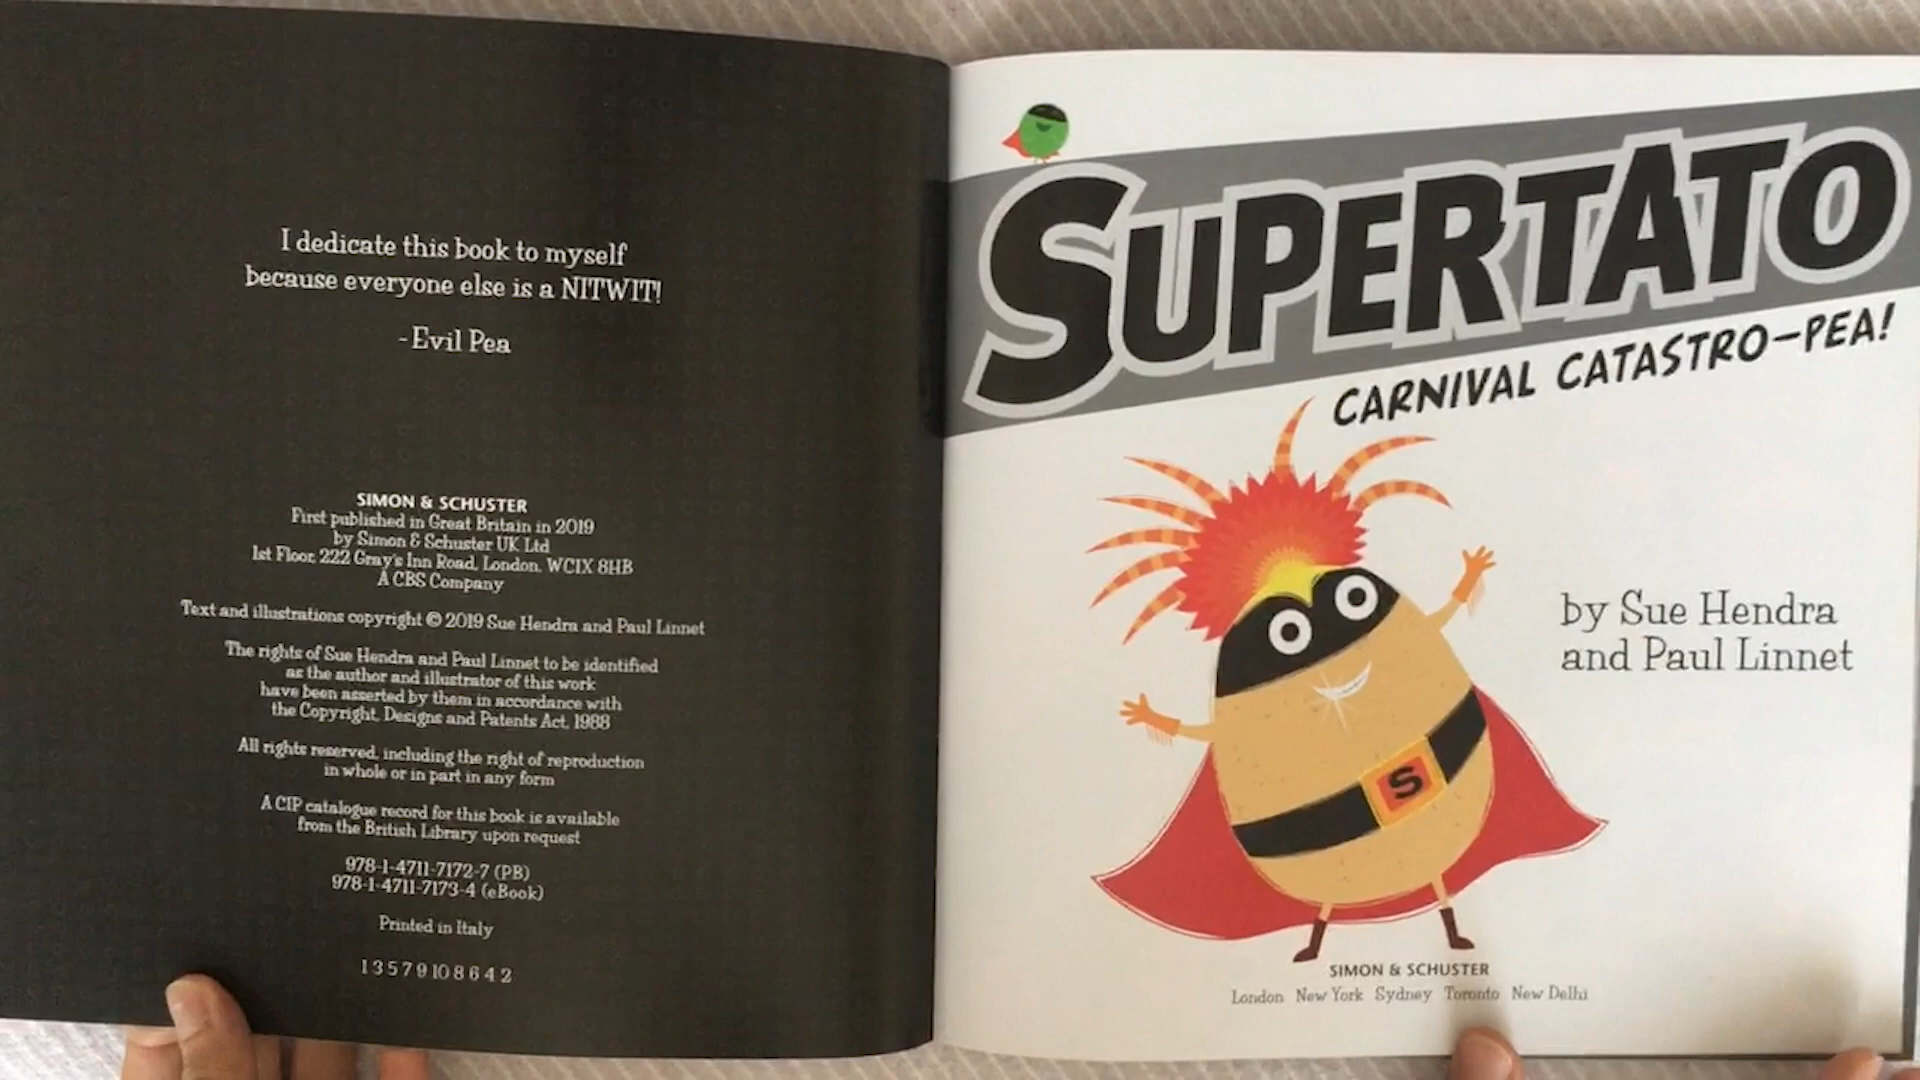 I dedicate this book to myself
because everyone else is a NITWIT!
-Evil Pea
SIMON & SCHUSTER
First published in Great Britain in 2019
by Simon & Schuster UK Ltd
1st Floor, 222 Gray's Inn Road, London, WC1X 8HB
A CBS Company
Text and illustrations copyright © 2019 Sue Hendra and Paul Linnet
The rights of Sue Hendra and Paul Linnet to be identified
as the author and illustrator of this work
have been asserted by them in accordance with
the Copyright, Designs and Patents Act, 1988
All rights reserved, including the right of reproduction
in whole or in part in any form
A CIP catalogue record for this book is available
from the British Library upon request
978-1-4711-7172-7 (PB)
978-1-4711-7173-4 (eBook)
Printed in Italy
1 3 5 7 9 10 8 6 4 2
SUPERTATO
CARNIVAL CATASTRO-PEA!
by Sue Hendra
and Paul Linnet
S
SIMON & SCHUSTER
London New York Sydney Toronto New Delhi